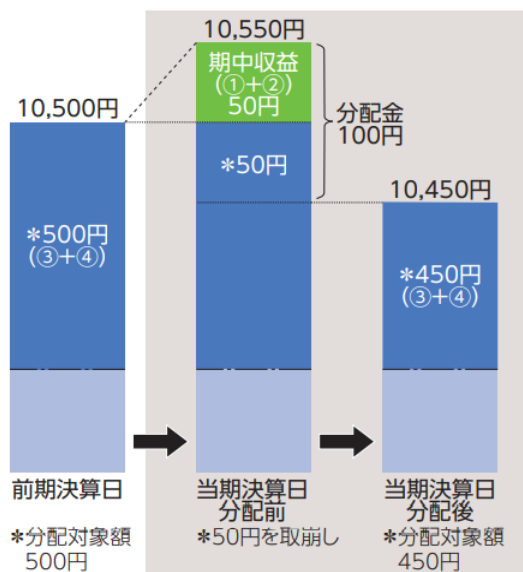 10,550円
期中収益
(①+②)
50円
分配金
100円
10,500円
*50円
10,450円
*500円
(③+④)
*450円
(③+④)
前期決算日
当期決算日
分配前
当期決算日
分配後
*分配対象額
500円
*50円を取崩し
*分配対象額
450円